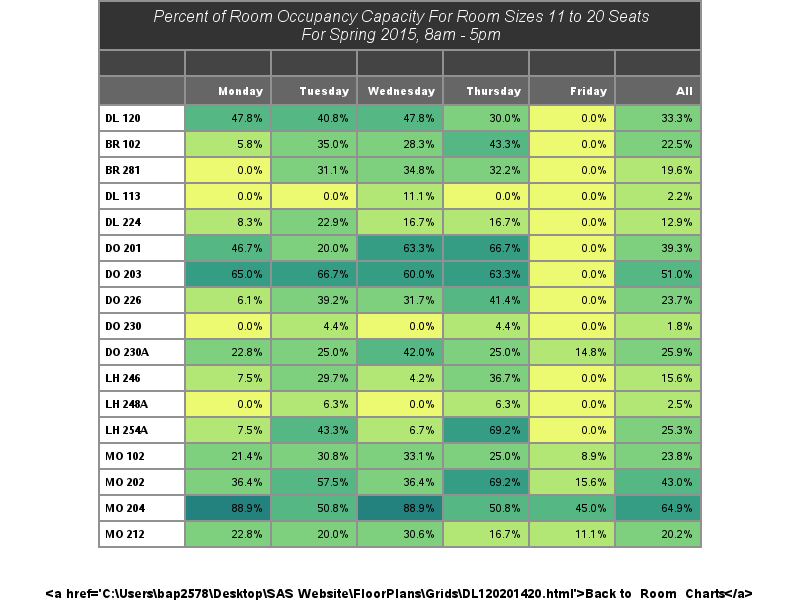 Percent of Room Occupancy Capacity For Room Sizes 11 to 20 Seats
For Spring 2015, 8am - 5pm
Monday Tuesday Wednesday Thursday Friday All
DL 120 47.8% 40.8% 47.8% 30.0% 0.0% 33.3%
BR 102 5.8% 35.0% 28.3% 43.3% 0.0% 22.5%
BR 281 0.0% 31.1% 34.8% 32.2% 0.0% 19.6%
DL 113 0.0% 0.0% 11.1% 0.0% 0.0% 2.2%
DL 224 8.3% 22.9% 16.7% 16.7% 0.0% 12.9%
DO 201 46.7% 20.0% 63.3% 66.7% 0.0% 39.3%
DO 203 65.0% 66.7% 60.0% 63.3% 0.0% 51.0%
DO 226 6.1% 39.2% 31.7% 41.4% 0.0% 23.7%
DO 230 0.0% 4.4% 0.0% 4.4% 0.0% 1.8%
DO 230A 22.8% 25.0% 42.0% 25.0% 14.8% 25.9%
LH 246 7.5% 29.7% 4.2% 36.7% 0.0% 15.6%
LH 248A 0.0% 6.3% 0.0% 6.3% 0.0% 2.5%
LH 254A 7.5% 43.3% 6.7% 69.2% 0.0% 25.3%
MO 102 21.4% 30.8% 33.1% 25.0% 8.9% 23.8%
MO 202 36.4% 57.5% 36.4% 69.2% 15.6% 43.0%
MO 204 88.9% 50.8% 88.9% 50.8% 45.0% 64.9%
MO 212 22.8% 20.0% 30.6% 16.7% 11.1% 20.2%
<a href='C:\Users\bap2578\Desktop\SAS Website\FloorPlans\Grids\DL120201420.html'>Back to Room Charts</a>